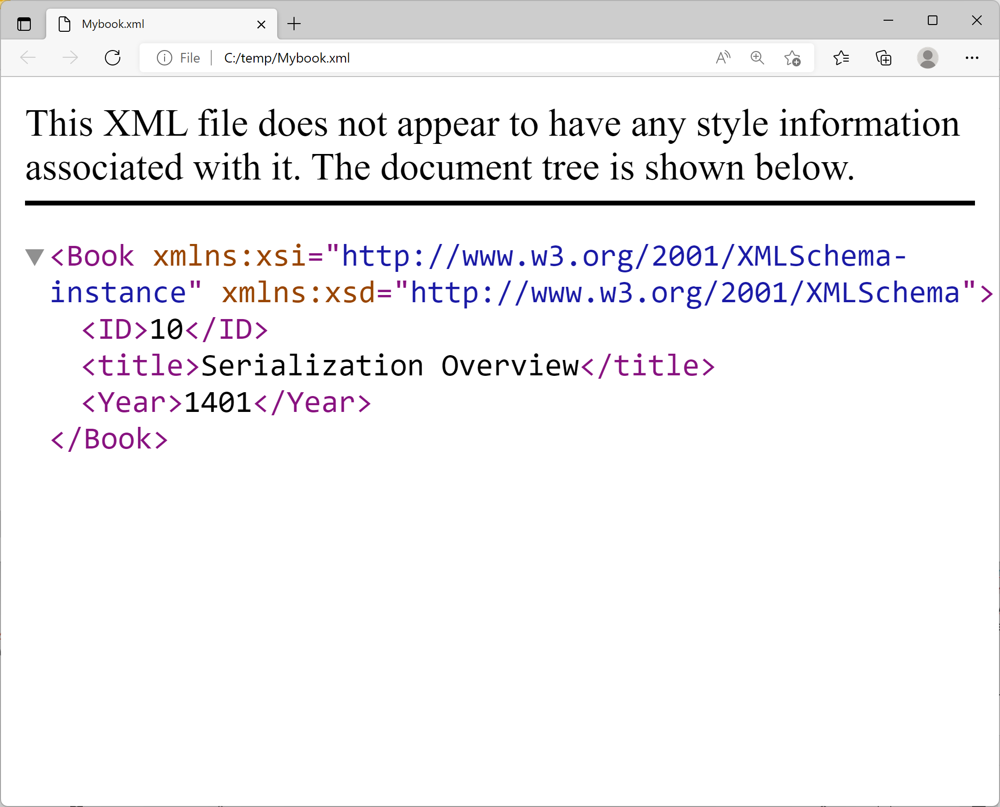 Mybook.xml
File C:/temp/Mybook.xml
This XML file does not appear to have any style information
associated with it. The document tree is shown below.
<Book xmlns:xsi="http://www.w3.org/2001/XMLSchema-
instance" xmlns:xsd="http://www.w3.org/2001/XMLSchema">
<ID>10</ID>
<title>Serialization Overview</title>
<Year>1401</Year>
</Book>